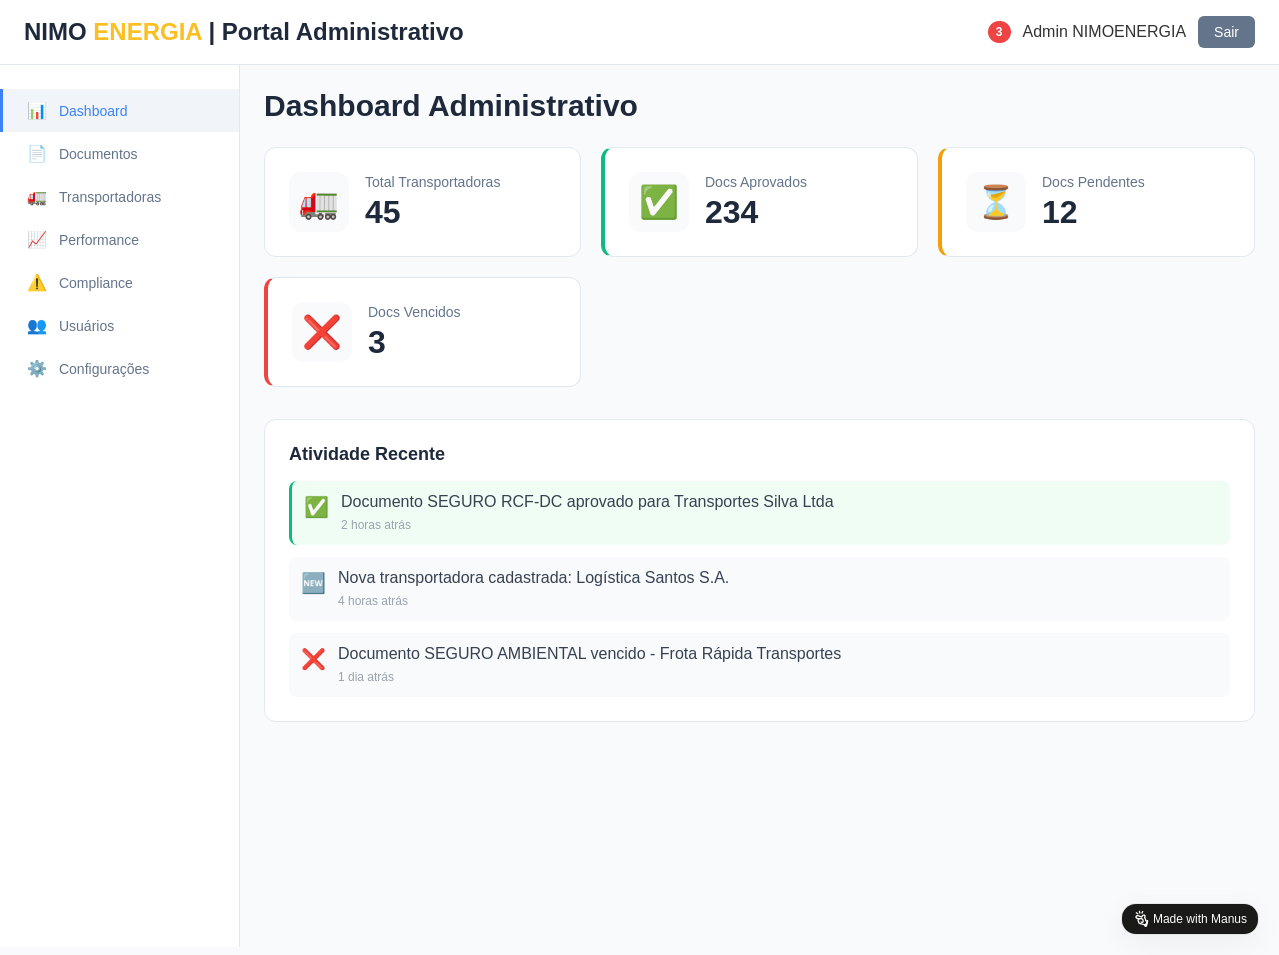 NIMO ENERGIA | Portal Administrativo
3
Admin NIMOENERGIA
Sair
Dashboard
Documentos
Transportadoras
Performance
Compliance
Usuários
Configurações
Dashboard Administrativo
Total Transportadoras
45
Docs Aprovados
234
Docs Pendentes
12
Docs Vencidos
3
Atividade Recente
Documento SEGURO RCF-DC aprovado para Transportes Silva Ltda
2 horas atrás
NEW
Nova transportadora cadastrada: Logística Santos S.A.
4 horas atrás
Documento SEGURO AMBIENTAL vencido - Frota Rápida Transportes
1 dia atrás
Made with Manus